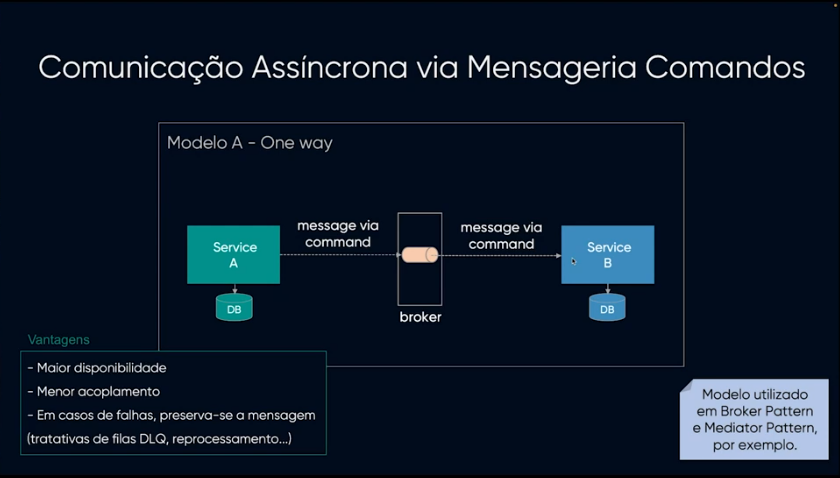 Comunicação Assíncrona via Mensageria Comandos
Modelo A - One way
message via
command
message via
command
Service
A
Service
B
DB
DB
broker
Vantagens
- Maior disponibilidade
- Menor acoplamento
- Em casos de falhas, preserva-se a mensagem
(tratativas de filas DLQ, reprocessamento...)
Modelo utilizado
em Broker Pattern
e Mediator Pattern,
por exemplo.